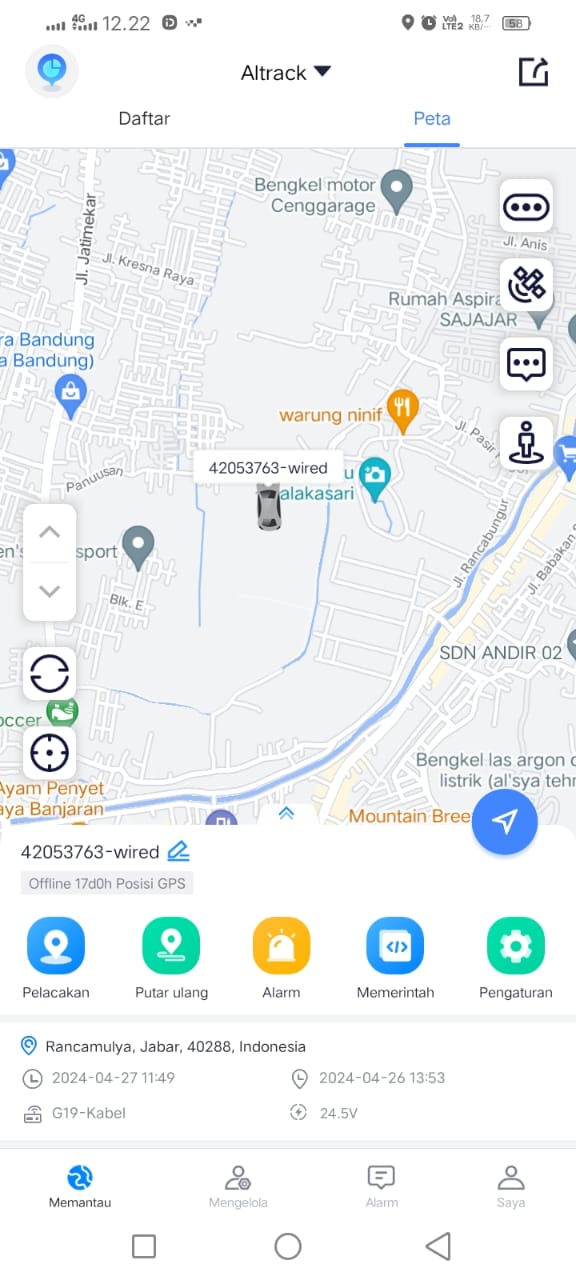 4G 12.22 Vo) LTE2 18,7 KB/··· 58
Altrack
Daftar Peta
Bengkel motor
Cenggarage
Jl. Jatimekar
Jl. Anis
Jl. Kresna Raya
Rumah Aspira
SAJAJAR
ra Bandung
a Bandung)
warung ninif
Jl. Pasir
42053763-wired
u
alakasari
Panuusan
en's
sport
Jl. Rancabungur
Jl. Babakan
Blk. E
SDN ANDIR 02
occer
Bengkel las argon d
listrik (al'sya tehn
Ayam Penyet
aya Banjaran
Mountain Bree
42053763-wired
Offline 17d0h Posisi GPS
Pelacakan Putar ulang Alarm Memerintah Pengaturan
Rancamulya, Jabar, 40288, Indonesia
2024-04-27 11:49 2024-04-26 13:53
G19-Kabel 24.5V
Memantau Mengelola Alarm Saya